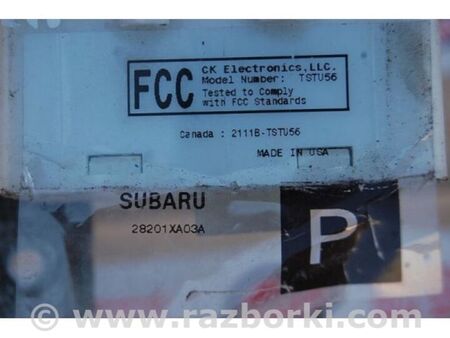 FCC
CK Electronics, LLC.
Model Number: TSTU56
Tested to Comply
with FCC Standards
Canada : 2111B-TSTU56
MADE IN USA
SUBARU
28201XA03A
P
© www.razborki.com